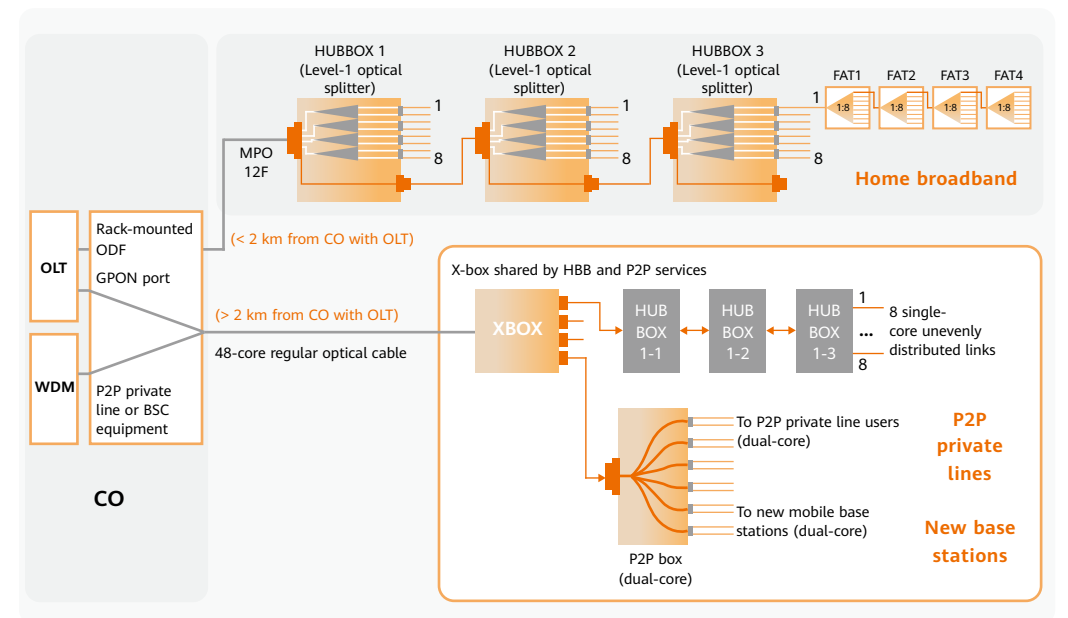 HUBBOX 1
(Level-1 optical
splitter)
HUBBOX 2
(Level-1 optical
splitter)
HUBBOX 3
(Level-1 optical
splitter)
FAT1
FAT2
FAT3
FAT4
1
8
1
8
1
8
1:8
1:8
1:8
1:8
MPO
12F
Home broadband
OLT
WDM
Rack-mounted
ODF
GPON port
P2P private
line or BSC
equipment
CO
(< 2 km from CO with OLT)
(> 2 km from CO with OLT)
48-core regular optical cable
X-box shared by HBB and P2P services
XBOX
HUB
BOX
1-1
HUB
BOX
1-2
HUB
BOX
1-3
1
...
8
8 single-
core unevenly
distributed links
To P2P private line users
(dual-core)
To new mobile base
stations (dual-core)
P2P box
(dual-core)
P2P
private
lines
New base
stations